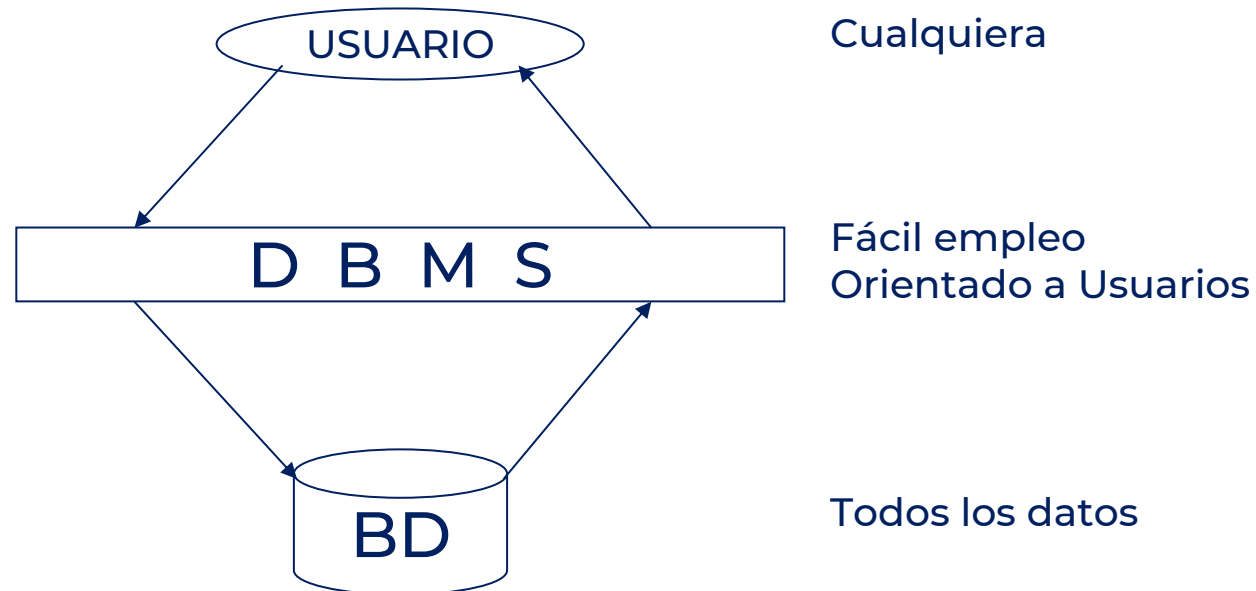 USUARIO
Cualquiera
D B M S
Fácil empleo
Orientado a Usuarios
BD
Todos los datos